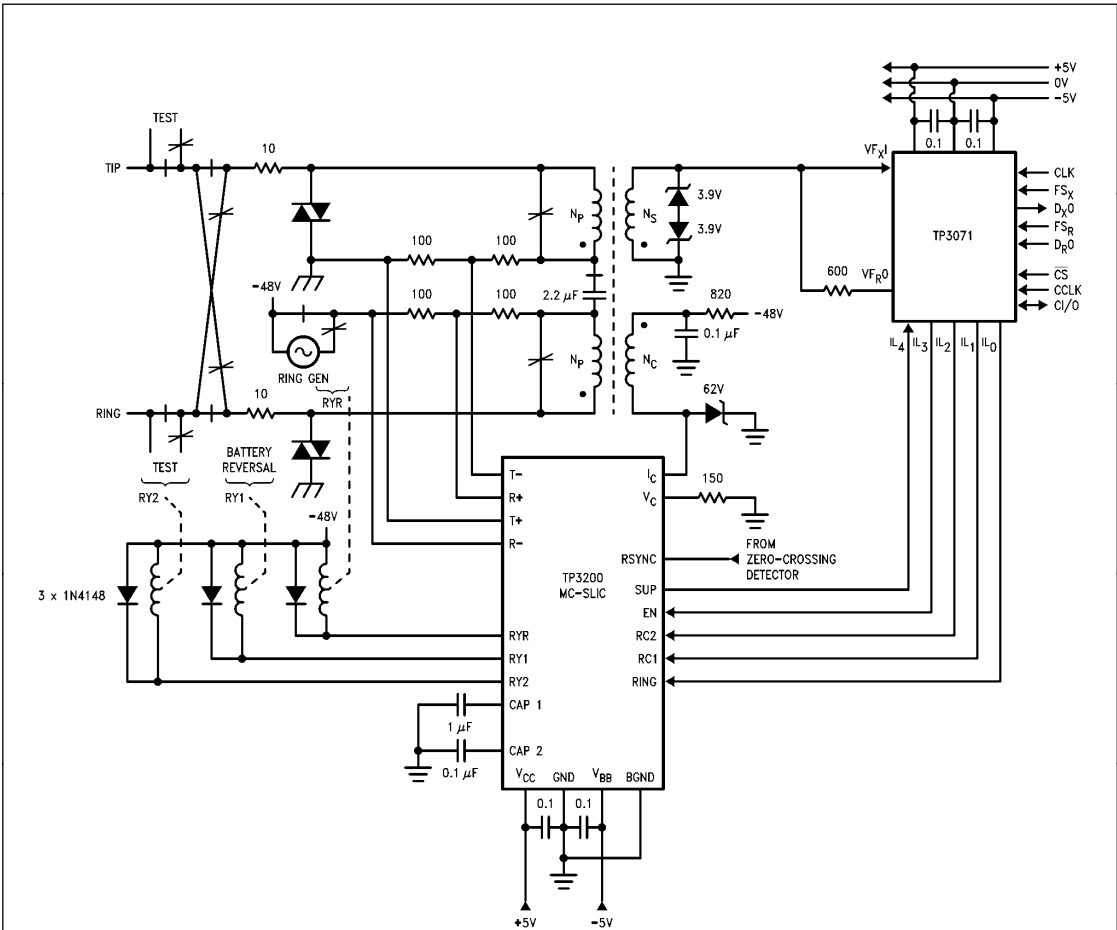 +5V
0V
-5V
TEST
10
TIP
0.1
0.1
VFXI
CLK
FSX
DX0
FSR
DR0
CS
CCLK
CI/O
TP3071
3.9V
3.9V
NP
NS
100
100
600
VFR0
-48V
2.2 μF
100
100
820
-48V
0.1 μF
IL4
IL3
IL2
IL1
IL0
RING GEN
RYR
NP
NC
62V
10
RING
TEST
BATTERY
REVERSAL
RY2
RY1
-48V
T-
R+
T+
R-
IC
VC
150
RSYNC
FROM
ZERO-CROSSING
DETECTOR
TP3200
MC-SLIC
3 x 1N4148
SUP
EN
RC2
RC1
RING
RYR
RY1
RY2
CAP 1
1 μF
CAP 2
0.1 μF
VCC
GND
VBB
BGND
0.1
0.1
+5V
-5V